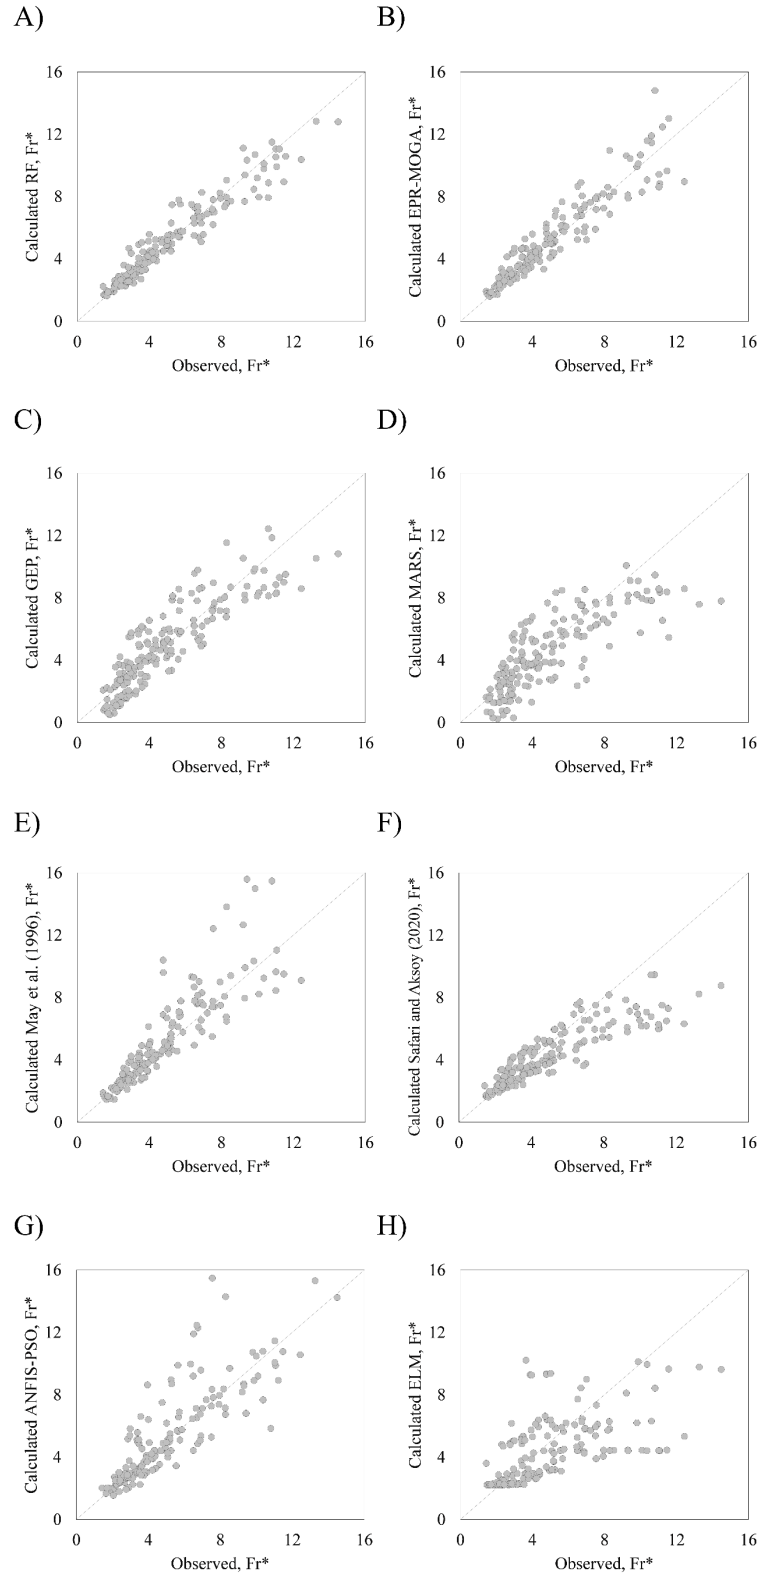 A)
B)
Calculated RF, Fr*
16
12
8
4
0
0 4 8 12 16
Observed, Fr*
Calculated EPR-MOGA, Fr*
16
12
8
4
0
0 4 8 12 16
Observed, Fr*
C)
D)
Calculated GEP, Fr*
16
12
8
4
0
0 4 8 12 16
Observed, Fr*
Calculated MARS, Fr*
16
12
8
4
0
0 4 8 12 16
Observed, Fr*
E)
F)
Calculated May et al. (1996), Fr*
16
12
8
4
0
0 4 8 12 16
Observed, Fr*
Calculated Safari and Aksoy (2020), Fr*
16
12
8
4
0
0 4 8 12 16
Observed, Fr*
G)
H)
Calculated ANFIS-PSO, Fr*
16
12
8
4
0
0 4 8 12 16
Observed, Fr*
Calculated ELM, Fr*
16
12
8
4
0
0 4 8 12 16
Observed, Fr*